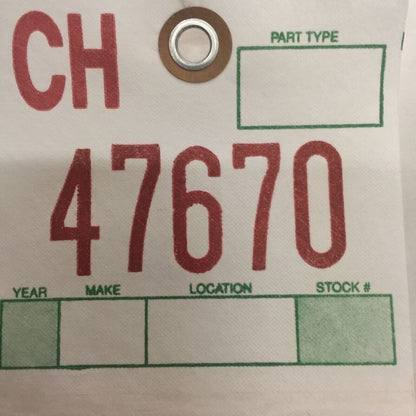 CH
PART TYPE
47670
YEAR MAKE LOCATION STOCK #